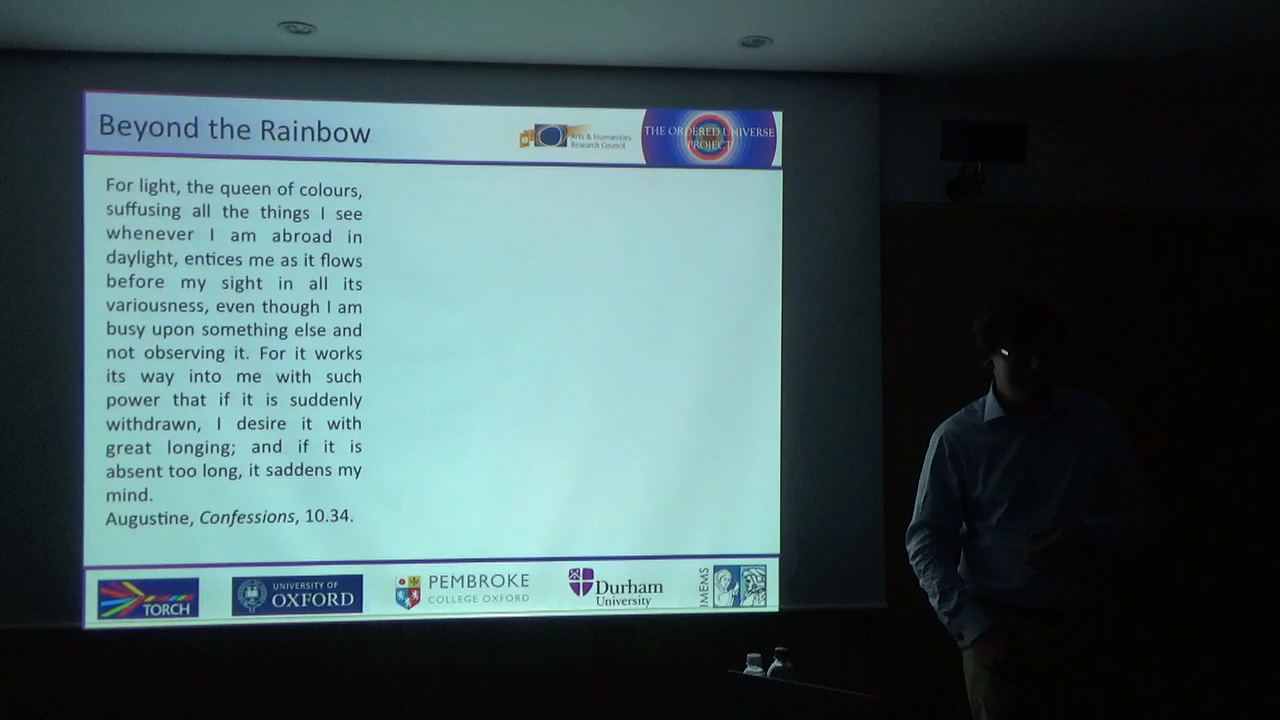 Beyond the Rainbow
Arts & Humanities
Research Council
THE ORDERED UNIVERSE
PROJECT
For light, the queen of colours,
suffusing all the things I see
whenever I am abroad in
daylight, entices me as it flows
before my sight in all its
variousness, even though I am
busy upon something else and
not observing it. For it works
its way into me with such
power that if it is suddenly
withdrawn, I desire it with
great longing; and if it is
absent too long, it saddens my
mind.
Augustine, Confessions, 10.34.
TORCH
UNIVERSITY OF
OXFORD
PEMBROKE
COLLEGE OXFORD
Durham
University
IMEMS